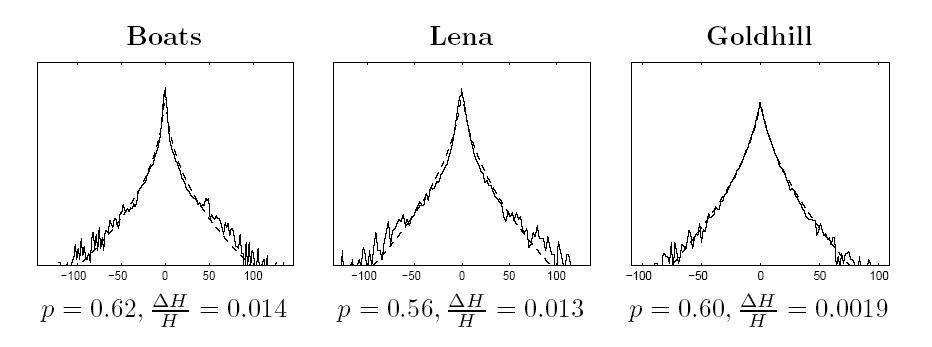 Boats Lena Goldhill
−100 −50 0 50 100 −100 −50 0 50 100 −100 −50 0 50 100
p = 0.62, ΔH/H = 0.014 p = 0.56, ΔH/H = 0.013 p = 0.60, ΔH/H = 0.0019